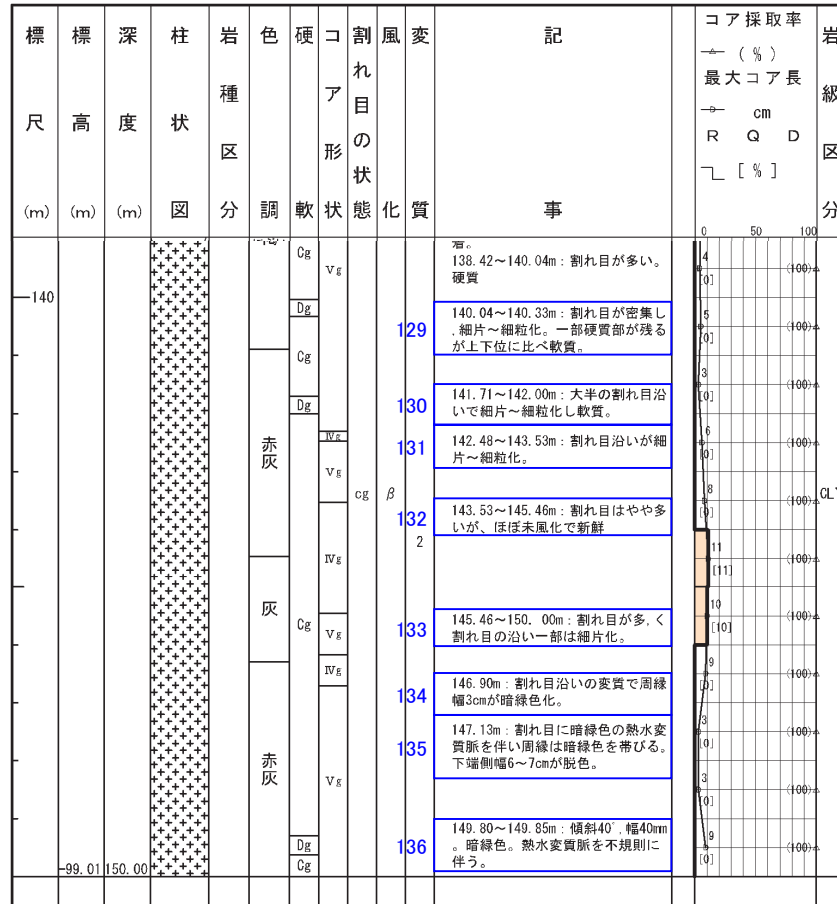 標尺(m)
標高(m)
深度(m)
柱状図
岩種区分
色調
硬軟
コア形状
割れ目の状態
風化
変質
記事
コア採取率
(%)
最大コア長
cm
R Q D
[%]
岩級区分
0 50 100
着。
138.42~140.04m:割れ目が多い。
硬質
140
129
140.04~140.33m:割れ目が密集し
,細片~細粒化。一部硬質部が残る
が上下位に比べ軟質。
130
141.71~142.00m:大半の割れ目沿
いで細片~細粒化し軟質。
131
142.48~143.53m:割れ目沿いが細
片~細粒化。
132
143.53~145.46m:割れ目はやや多
いが、ほぼ未風化で新鮮
133
145.46~150.00m:割れ目が多,く
割れ目の沿い一部は細片化。
134
146.90m:割れ目沿いの変質で周縁
幅3cmが暗緑色化。
135
147.13m:割れ目に暗緑色の熱水変
質脈を伴い周縁は暗緑色を帯びる。
下端側幅6~7cmが脱色。
136
149.80~149.85m:傾斜40°,幅40mm
。暗緑色。熱水変質脈を不規則に
伴う。
-99.01
150.00
赤灰
灰
赤灰
Cg
Dg
Cg
Dg
Cg
Dg
Cg
Vg
Ⅳg
Vg
Ⅳg
Vg
Ⅳg
Vg
cg
β
2
4
[0]
(100)
5
[0]
(100)
3
[0]
(100)
6
[0]
(100)
8
[0]
(100)
11
[11]
(100)
10
[10]
(100)
9
[0]
(100)
3
[0]
(100)
3
[0]
(100)
9
[0]
(100)